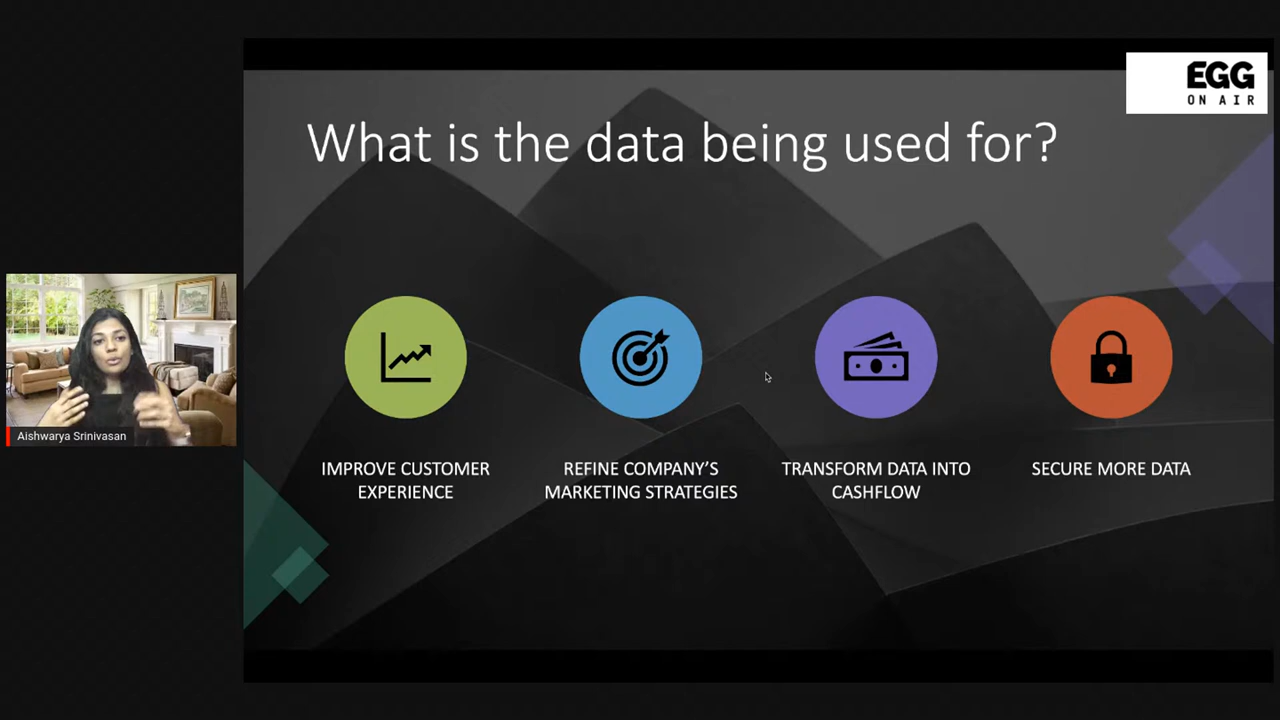 EGG
ON AIR
What is the data being used for?
Aishwarya Srinivasan
IMPROVE CUSTOMER
EXPERIENCE
REFINE COMPANY'S
MARKETING STRATEGIES
TRANSFORM DATA INTO
CASHFLOW
SECURE MORE DATA